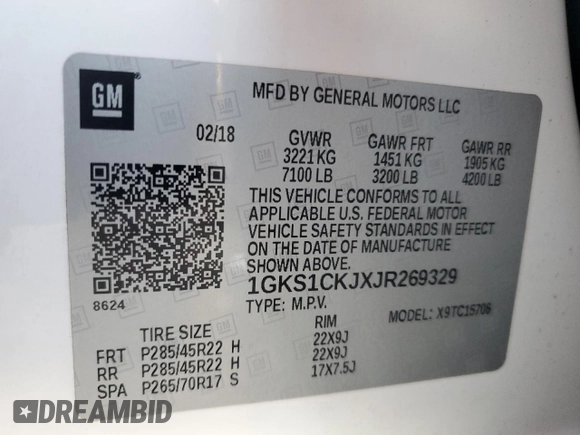 GM
MFD BY GENERAL MOTORS LLC
02/18
GVWR GAWR FRT GAWR RR
3221 KG 1451 KG 1905 KG
7100 LB 3200 LB 4200 LB
THIS VEHICLE CONFORMS TO ALL
APPLICABLE U.S. FEDERAL MOTOR
VEHICLE SAFETY STANDARDS IN EFFECT
ON THE DATE OF MANUFACTURE
SHOWN ABOVE.
8624
1GKS1CKJXJR269329
TYPE: M.P.V. MODEL: X9TC15706
TIRE SIZE RIM
FRT P285/45R22 H 22X9J
RR P285/45R22 H 22X9J
SPA P265/70R17 S 17X7.5J
DREAMBID